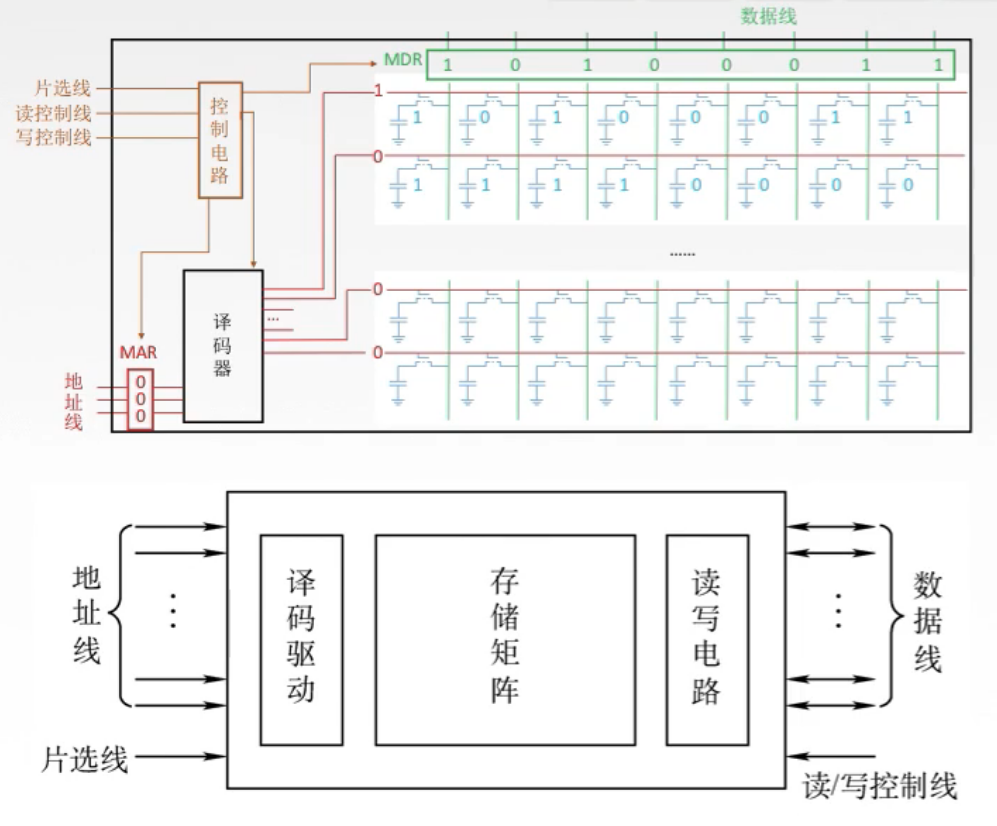 数据线
MDR 1 0 1 0 0 0 1 1
片选线
读控制线
写控制线
控制电路
1
1 0 1 0 0 0 1 1
0
1 1 1 1 0 0 0 0
......
0
0
译码器
...
MAR
地址线
0
0
0
地址线
片选线
译码驱动
存储矩阵
读写电路
数据线
读/写控制线